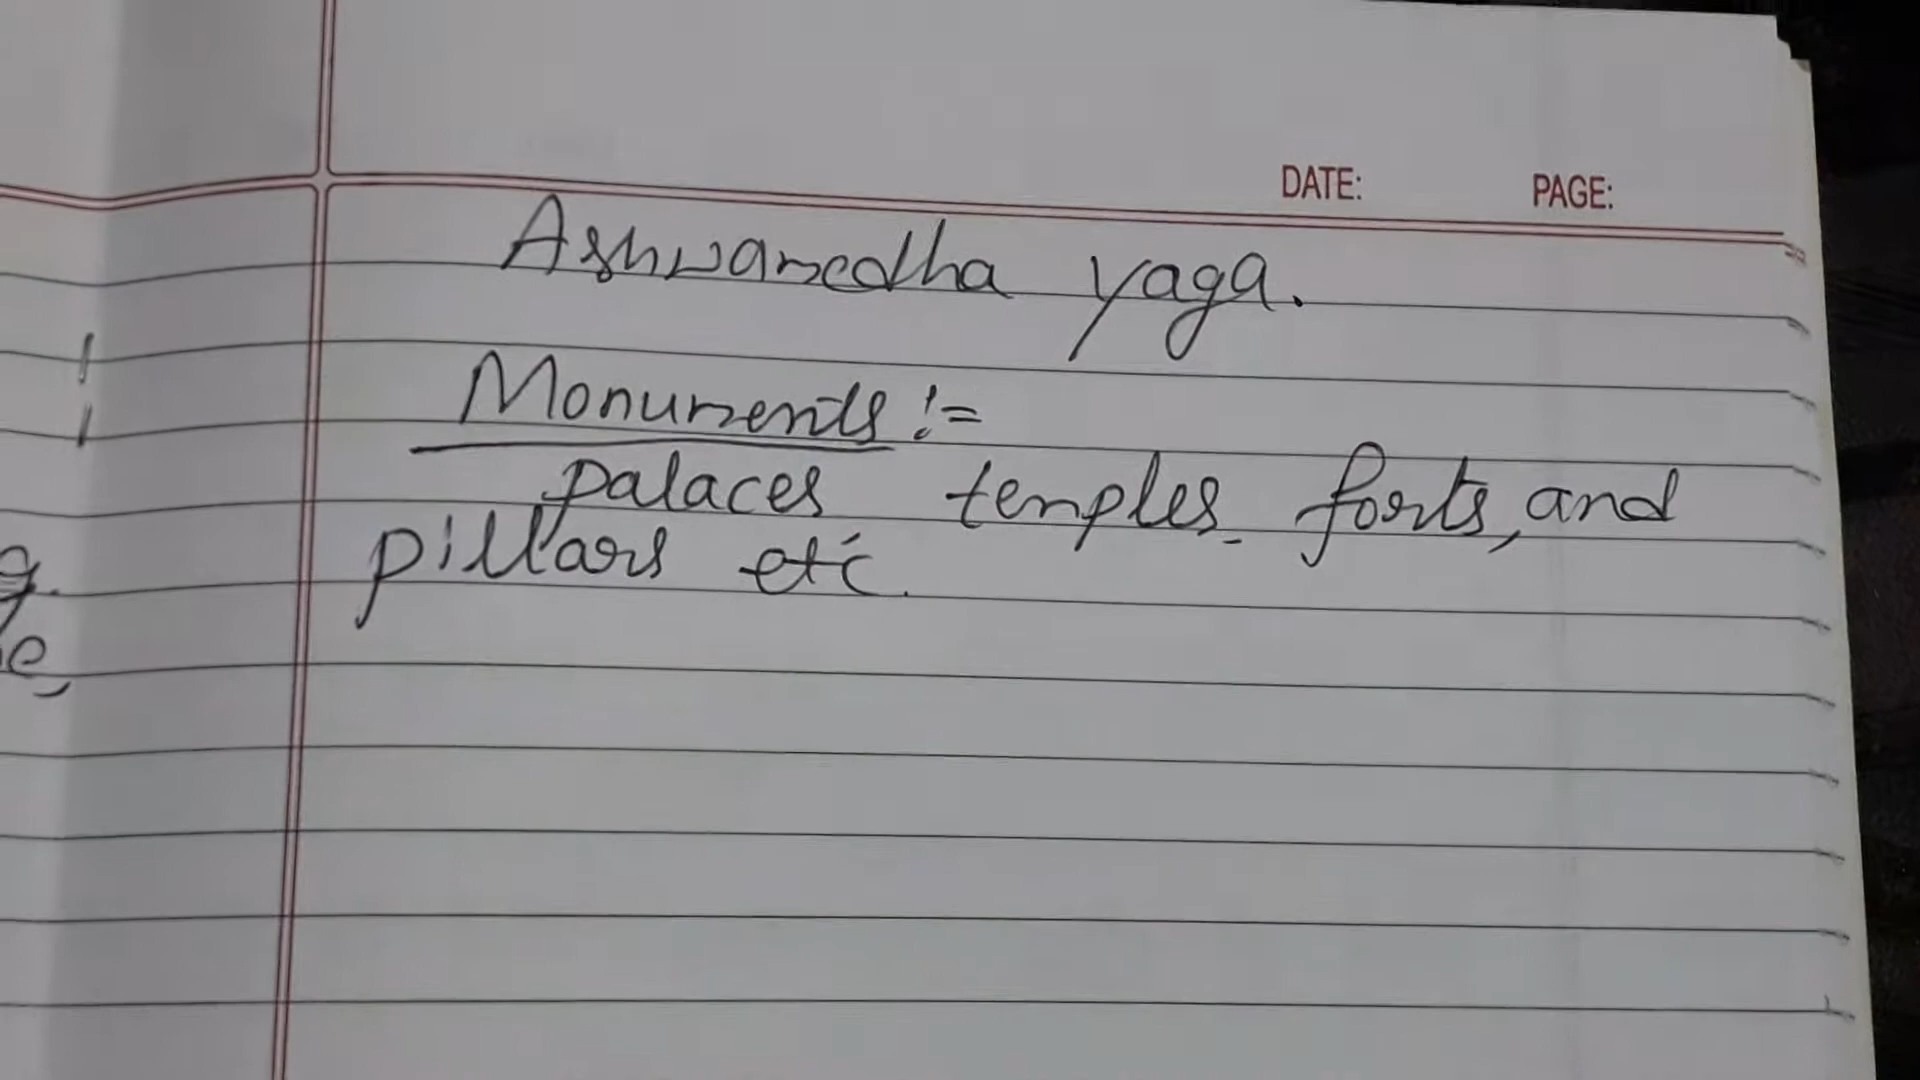 DATE: PAGE:
Ashwamedha yaga.
Monuments :=
palaces temples, forts, and
pillars etc.
g.
e,